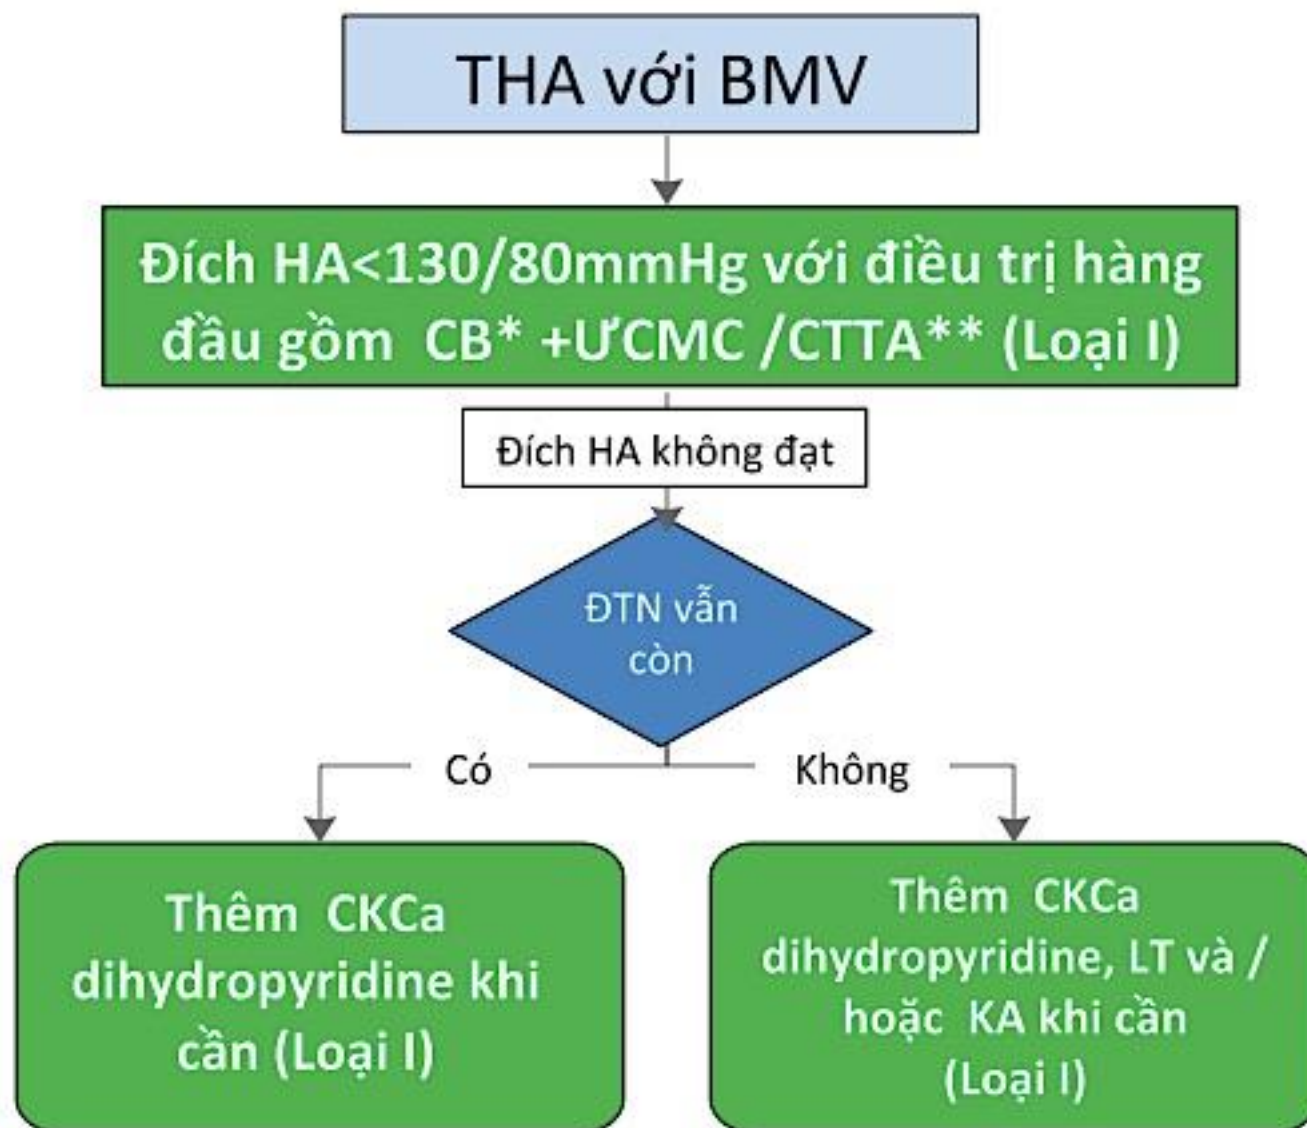 THA với BMV
Đích HA<130/80mmHg với điều trị hàng
đầu gồm CB* +ƯCMC /CTTA** (Loại I)
Đích HA không đạt
ĐTN vẫn
còn
Có
Không
Thêm CKCa
dihydropyridine khi
cần (Loại I)
Thêm CKCa
dihydropyridine, LT và /
hoặc KA khi cần
(Loại I)